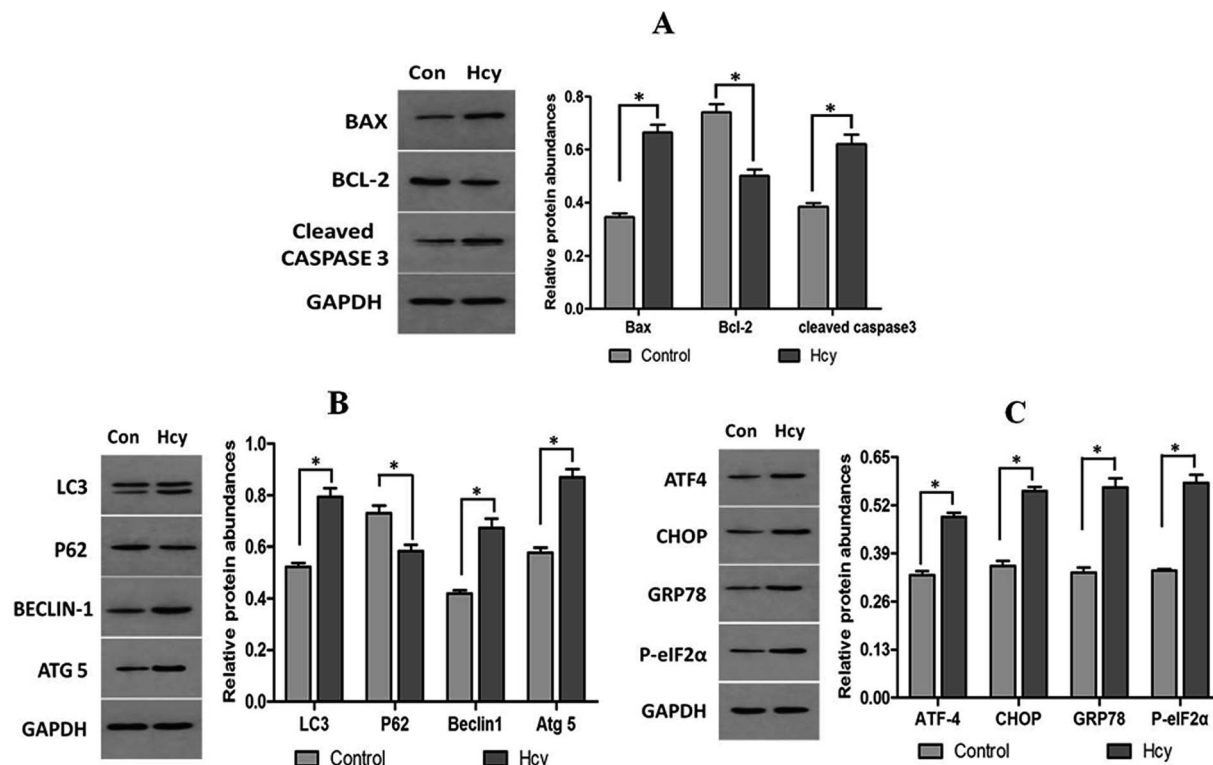 A
Con Hcy
BAX
BCL-2
Cleaved
CASPASE 3
GAPDH
Relative protein abundances
0.8
0.6
0.4
0.2
0.0
* * *
Bax Bcl-2 cleaved caspase3
Control Hcy
B
Con Hcy
LC3
P62
BECLIN-1
ATG 5
GAPDH
Relative protein abundances
1.0
0.8
0.6
0.4
0.2
0.0
* * * *
LC3 P62 Beclin1 Atg 5
Control Hcy
C
Con Hcy
ATF4
CHOP
GRP78
P-eIF2α
GAPDH
Relative protein abundances
0.65
0.52
0.39
0.26
0.13
0.00
* * * *
ATF-4 CHOP GRP78 P-eIF2α
Control Hcy